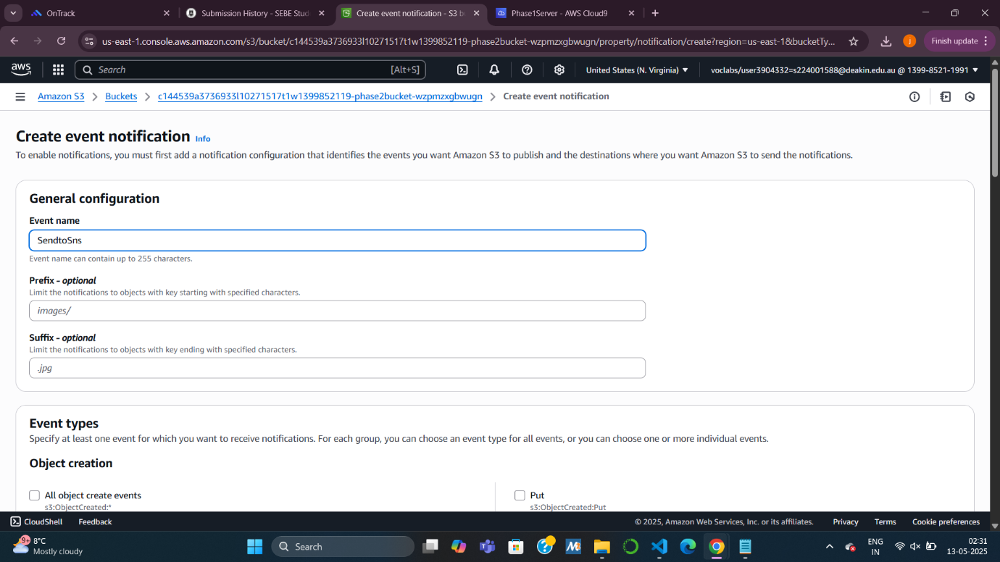 OnTrack
Submission History - SEBE Stud
Create event notification - S3 b
Phase1Server - AWS Cloud9
us-east-1.console.aws.amazon.com/s3/bucket/c144539a3736933l10271517t1w1399852119-phase2bucket-wzpmzxgbwugn/property/notification/create?region=us-east-1&bucketTy...
j
Finish update
aws
Search
[Alt+S]
United States (N. Virginia)
voclabs/user3904332=s224001588@deakin.edu.au @ 1399-8521-1991
Amazon S3
Buckets
c144539a3736933l10271517t1w1399852119-phase2bucket-wzpmzxgbwugn
Create event notification
Create event notification Info
To enable notifications, you must first add a notification configuration that identifies the events you want Amazon S3 to publish and the destinations where you want Amazon S3 to send the notifications.
General configuration
Event name
SendtoSns
Event name can contain up to 255 characters.
Prefix - optional
Limit the notifications to objects with key starting with specified characters.
images/
Suffix - optional
Limit the notifications to objects with key ending with specified characters.
.jpg
Event types
Specify at least one event for which you want to receive notifications. For each group, you can choose an event type for all events, or you can choose one or more individual events.
Object creation
All object create events
s3:ObjectCreated:*
Put
s3:ObjectCreated:Put
CloudShell
Feedback
© 2025, Amazon Web Services, Inc. or its affiliates.
Privacy
Terms
Cookie preferences
9+
8°C
Mostly cloudy
Search
ENG
IN
02:31
13-05-2025